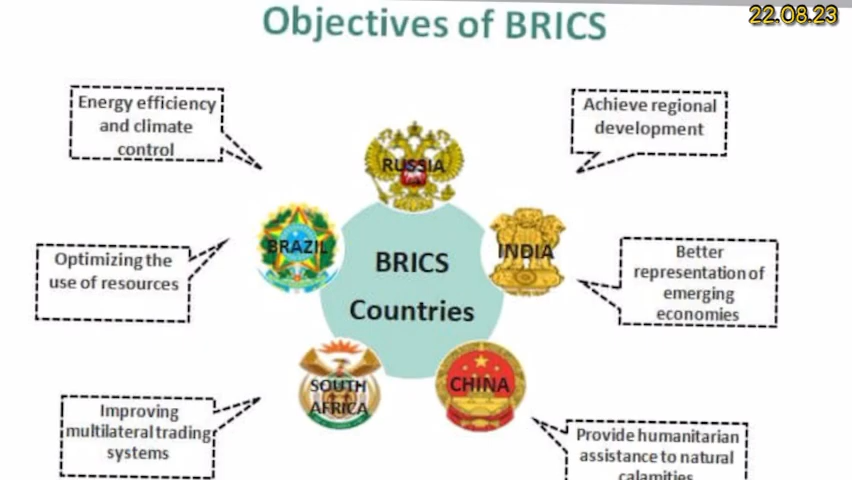 Objectives of BRICS
22.08.23
Energy efficiency
and climate
control
Achieve regional
development
RUSSIA
BRAZIL
INDIA
BRICS
Countries
Optimizing the
use of resources
Better
representation of
emerging
economies
SOUTH
AFRICA
CHINA
Improving
multilateral trading
systems
Provide humanitarian
assistance to natural
calamities